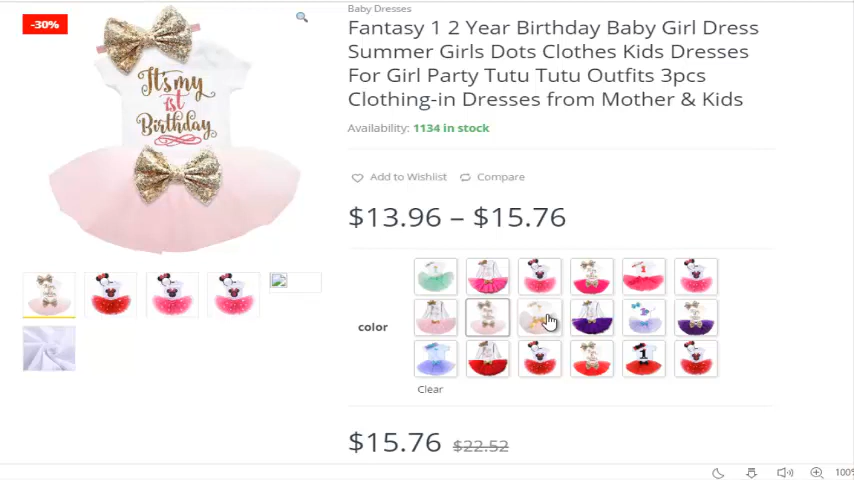 -30%
It's my
1st
Birthday
Baby Dresses
Fantasy 1 2 Year Birthday Baby Girl Dress
Summer Girls Dots Clothes Kids Dresses
For Girl Party Tutu Tutu Outfits 3pcs
Clothing-in Dresses from Mother & Kids
Availability: 1134 in stock
Add to Wishlist Compare
$13.96 – $15.76
color
Clear
$15.76 $22.52